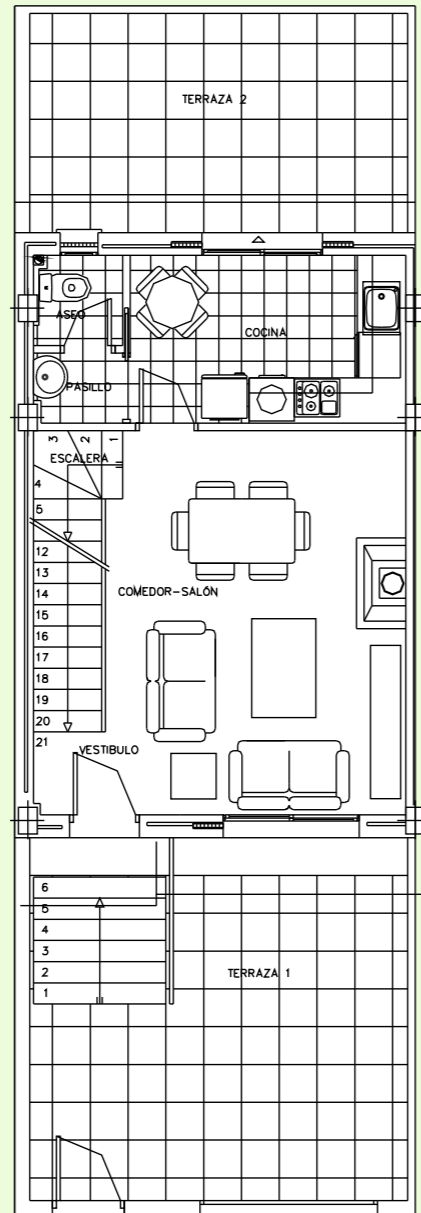 TERRAZA 2
ASEO
COCINA
PASILLO
3 2 1
ESCALERA
4
5
12
13
14
COMEDOR-SALÓN
15
16
17
18
19
20
21
VESTIBULO
6
5
4
3
2
TERRAZA 1
1